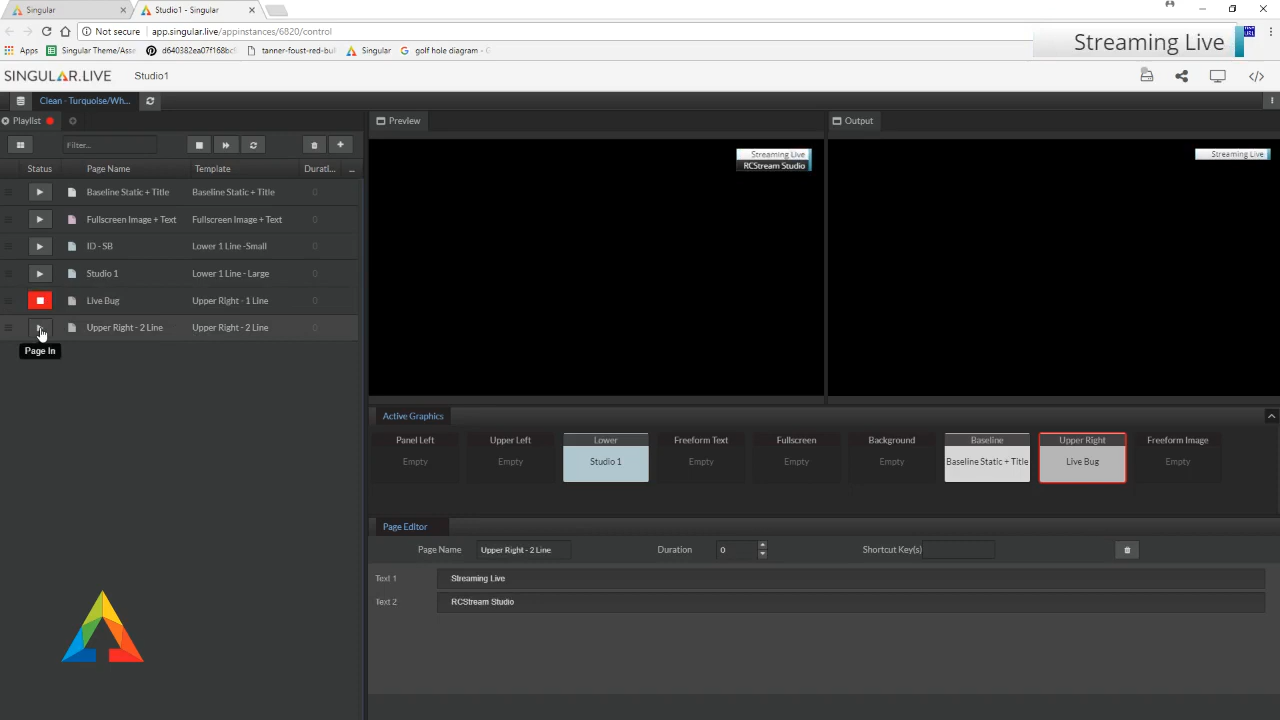 Singular
Studio1 - Singular
Not secure
app.singular.live/appinstances/6820/control
Apps
Singular Theme/Asse
d640382ea07f168bc9
tanner-foust-red-bul
Singular
golf hole diagram -
Streaming Live
SINGULAR.LIVE
Studio1
Clean - Turquoise/Wh...
Playlist
Preview
Output
Filter...
Status
Page Name
Template
Durati...
...
Baseline Static + Title
Baseline Static + Title
0
Fullscreen Image + Text
Fullscreen Image + Text
0
ID - SB
Lower 1 Line -Small
0
Studio 1
Lower 1 Line - Large
0
Live Bug
Upper Right - 1 Line
0
Upper Right - 2 Line
Upper Right - 2 Line
0
Page In
Streaming Live
RCStream Studio
Streaming Live
Active Graphics
Panel Left
Empty
Upper Left
Empty
Lower
Studio 1
Freeform Text
Empty
Fullscreen
Empty
Background
Empty
Baseline
Baseline Static + Title
Upper Right
Live Bug
Freeform Image
Empty
Page Editor
Page Name
Upper Right - 2 Line
Duration
0
Shortcut Key(s)
Text 1
Streaming Live
Text 2
RCStream Studio